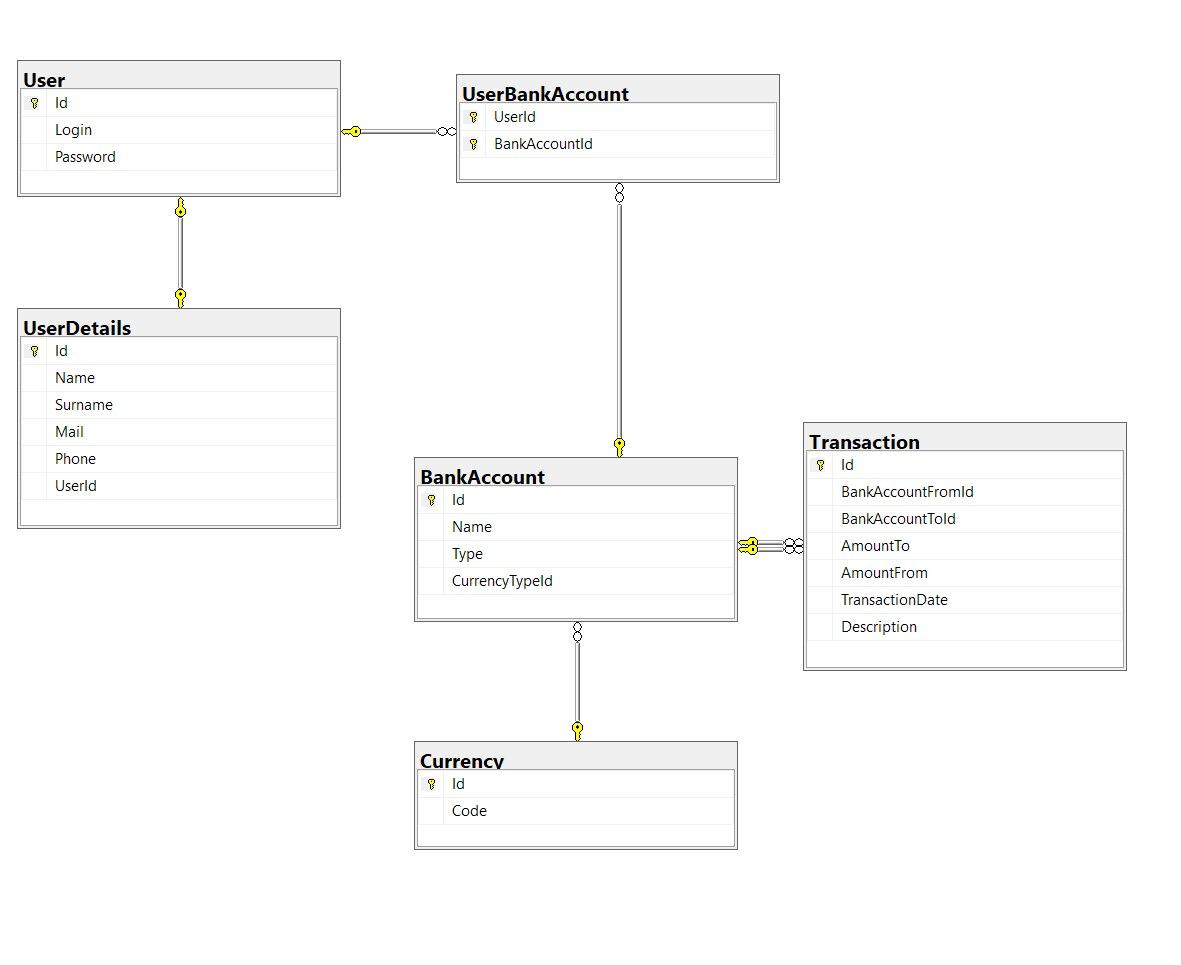 User
Id
Login
Password
UserBankAccount
UserId
BankAccountId
UserDetails
Id
Name
Surname
Mail
Phone
UserId
BankAccount
Id
Name
Type
CurrencyTypeId
Transaction
Id
BankAccountFromId
BankAccountToId
AmountTo
AmountFrom
TransactionDate
Description
Currency
Id
Code